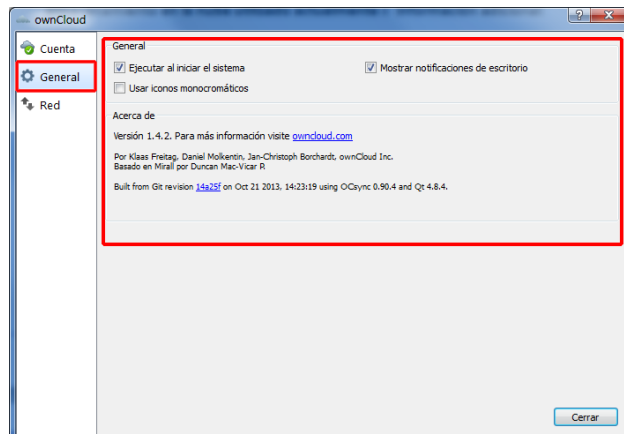 ownCloud
Cuenta
General
Red
General
Ejecutar al iniciar el sistema
Mostrar notificaciones de escritorio
Usar iconos monocromáticos
Acerca de
Versión 1.4.2. Para más información visite owncloud.com
Por Klaas Freitag, Daniel Molkentin, Jan-Christoph Borchardt, ownCloud Inc.
Basado en Mirall por Duncan Mac-Vicar P.
Built from Git revision 14a25f on Oct 21 2013, 14:23:19 using OCsync 0.90.4 and Qt 4.8.4.
Cerrar